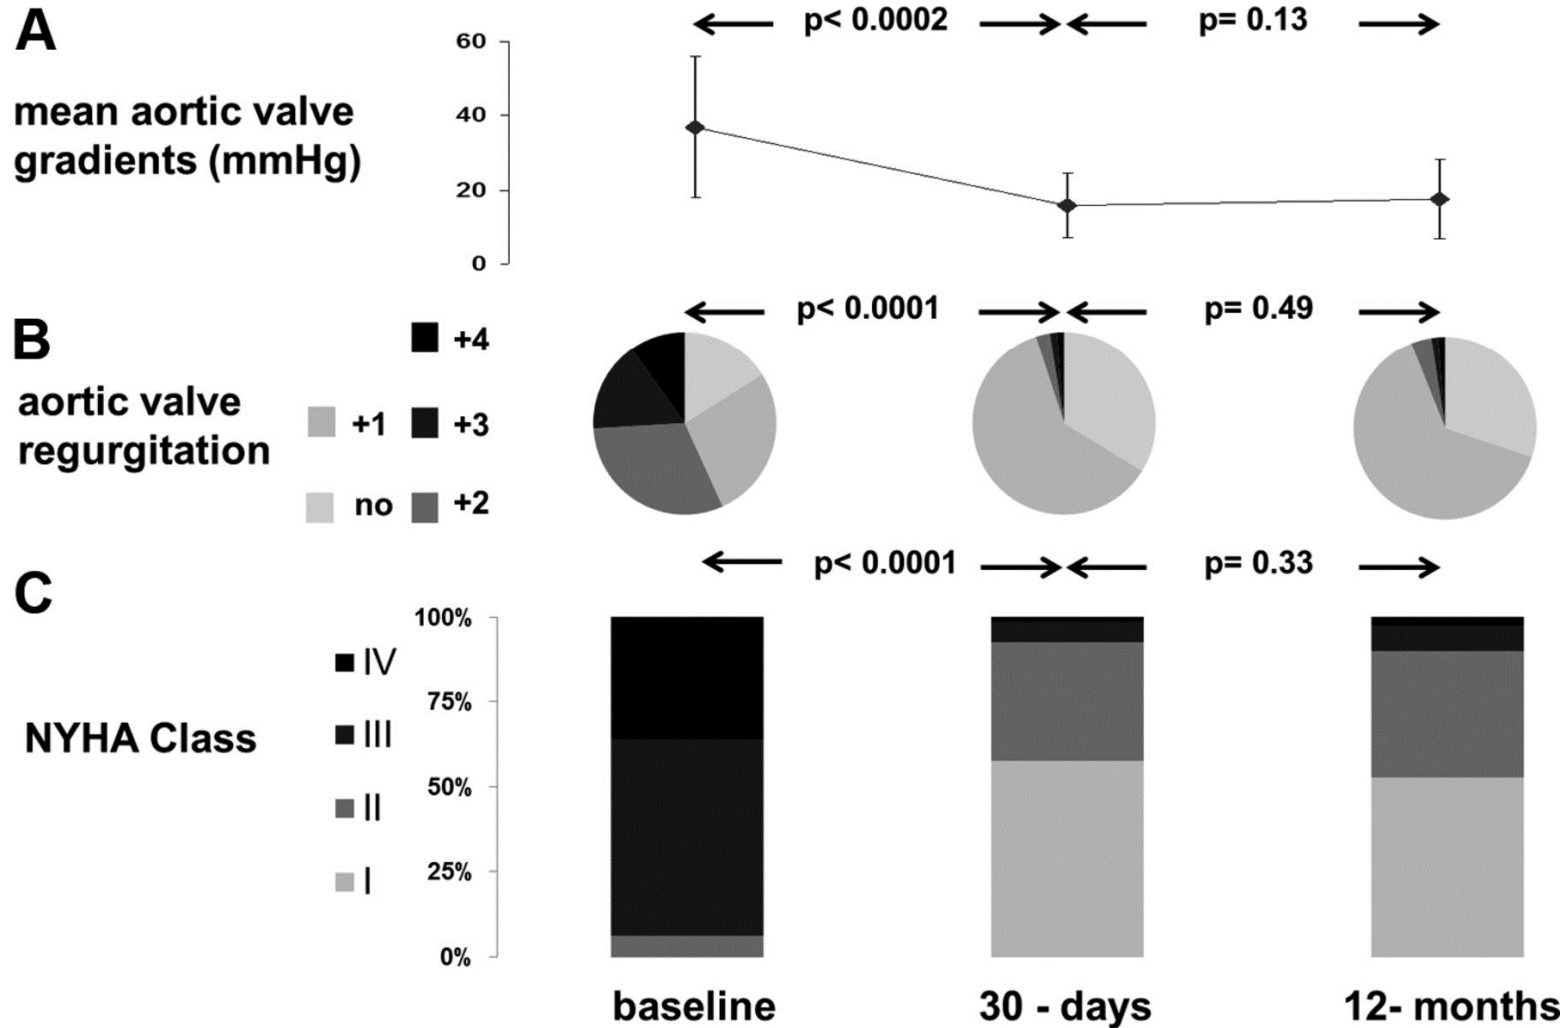 A
p< 0.0002
p= 0.13
mean aortic valve
gradients (mmHg)
60
40
20
0
B
p< 0.0001
p= 0.49
aortic valve
regurgitation
+4
+1
+3
no
+2
C
p< 0.0001
p= 0.33
NYHA Class
IV
III
II
I
100%
75%
50%
25%
0%
baseline
30 - days
12- months